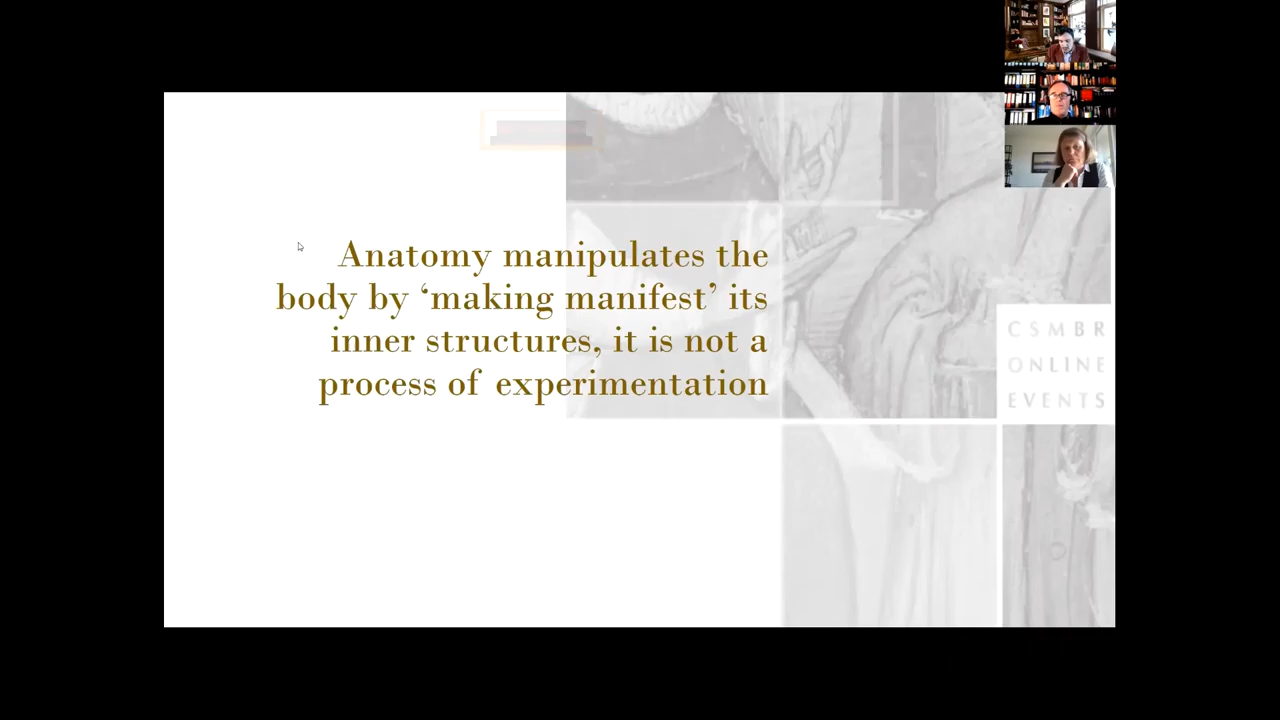 Anatomy manipulates the
body by ‘making manifest’ its
inner structures, it is not a
process of experimentation
CSMBR
ONLINE
EVENTS